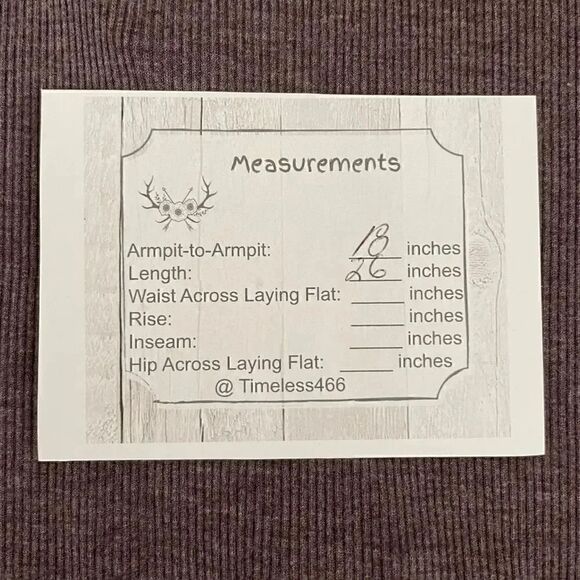 Measurements
Armpit-to-Armpit: 18 inches
Length: 26 inches
Waist Across Laying Flat: ______ inches
Rise: ______ inches
Inseam: ______ inches
Hip Across Laying Flat: ______ inches
@ Timeless466